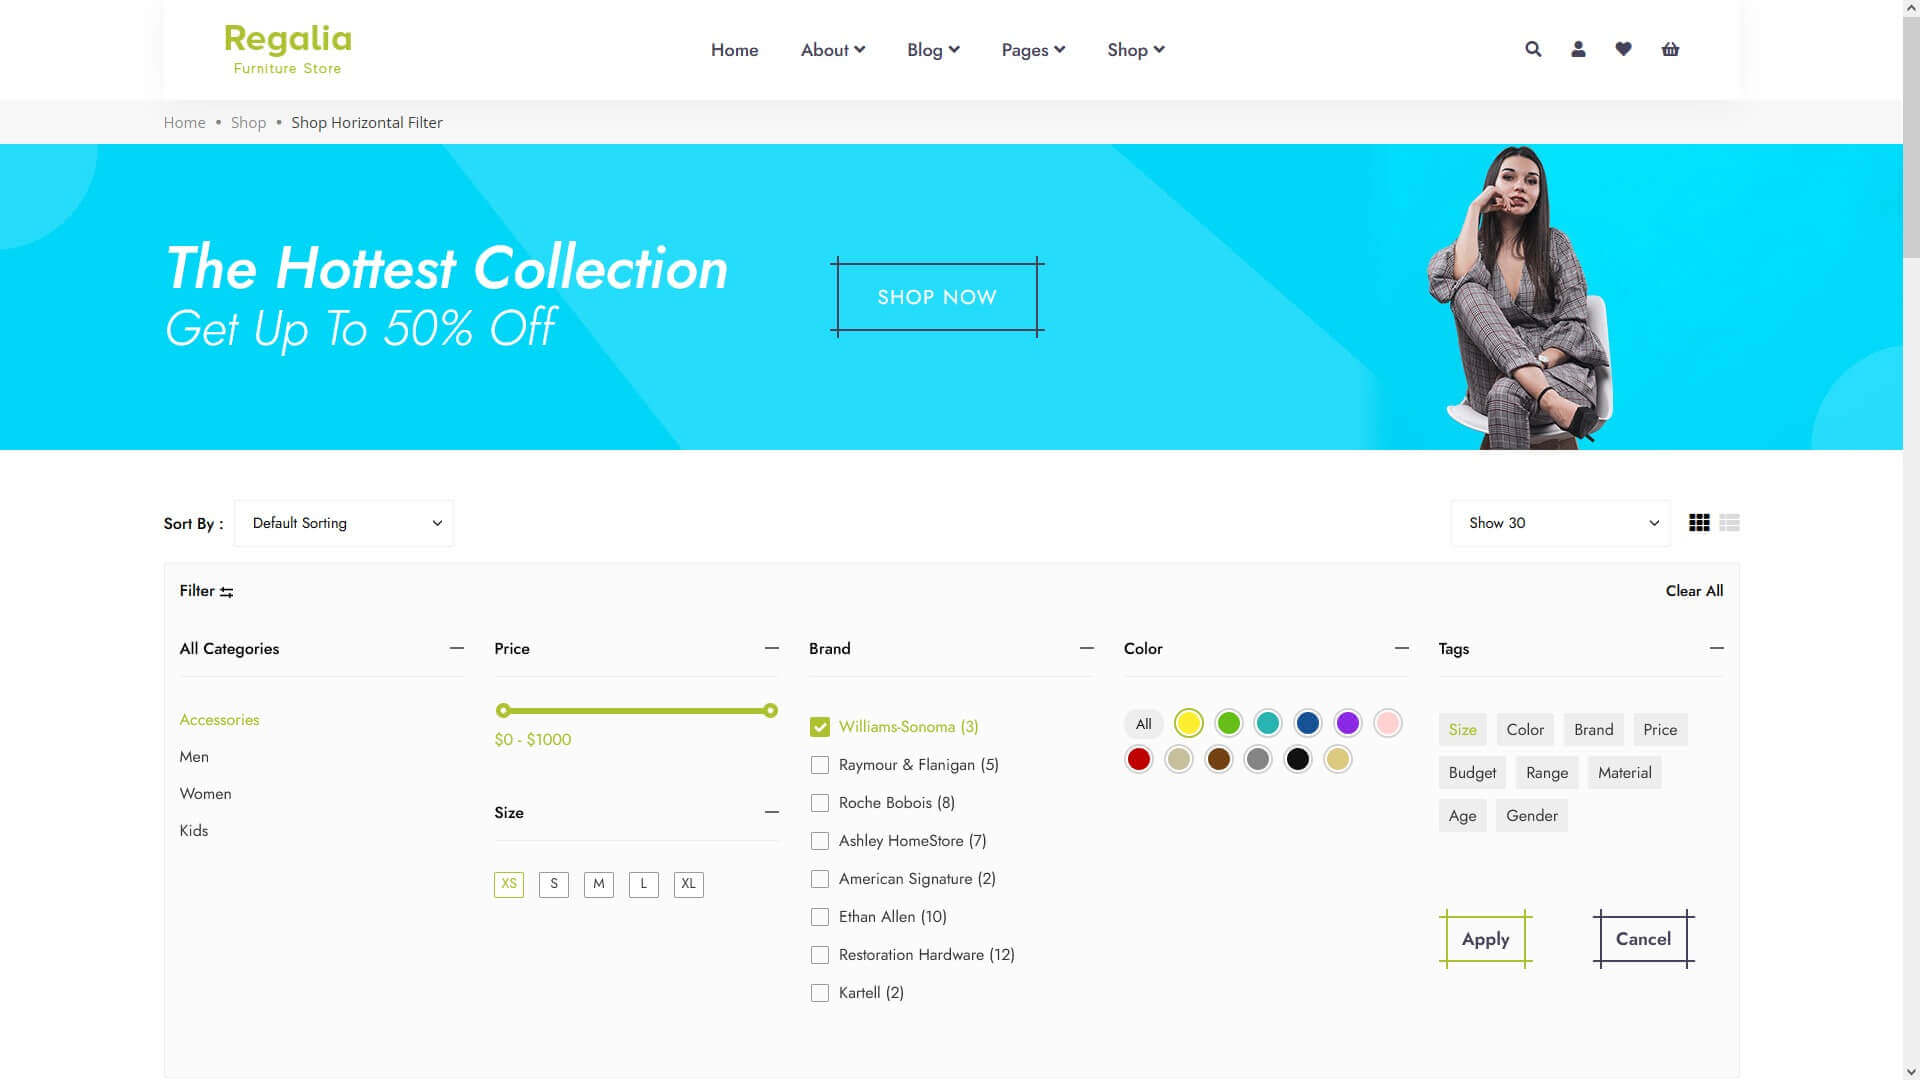 Regalia
Furniture Store
Home About Blog Pages Shop
Home • Shop • Shop Horizontal Filter
The Hottest Collection
Get Up To 50% Off
SHOP NOW
Sort By : Default Sorting Show 30
Filter Clear All
All Categories
Accessories
Men
Women
Kids
Price
$0 - $1000
Size
XS S M L XL
Brand
Williams-Sonoma (3)
Raymour & Flanigan (5)
Roche Bobois (8)
Ashley HomeStore (7)
American Signature (2)
Ethan Allen (10)
Restoration Hardware (12)
Kartell (2)
Color
All
Tags
Size Color Brand Price
Budget Range Material
Age Gender
Apply Cancel